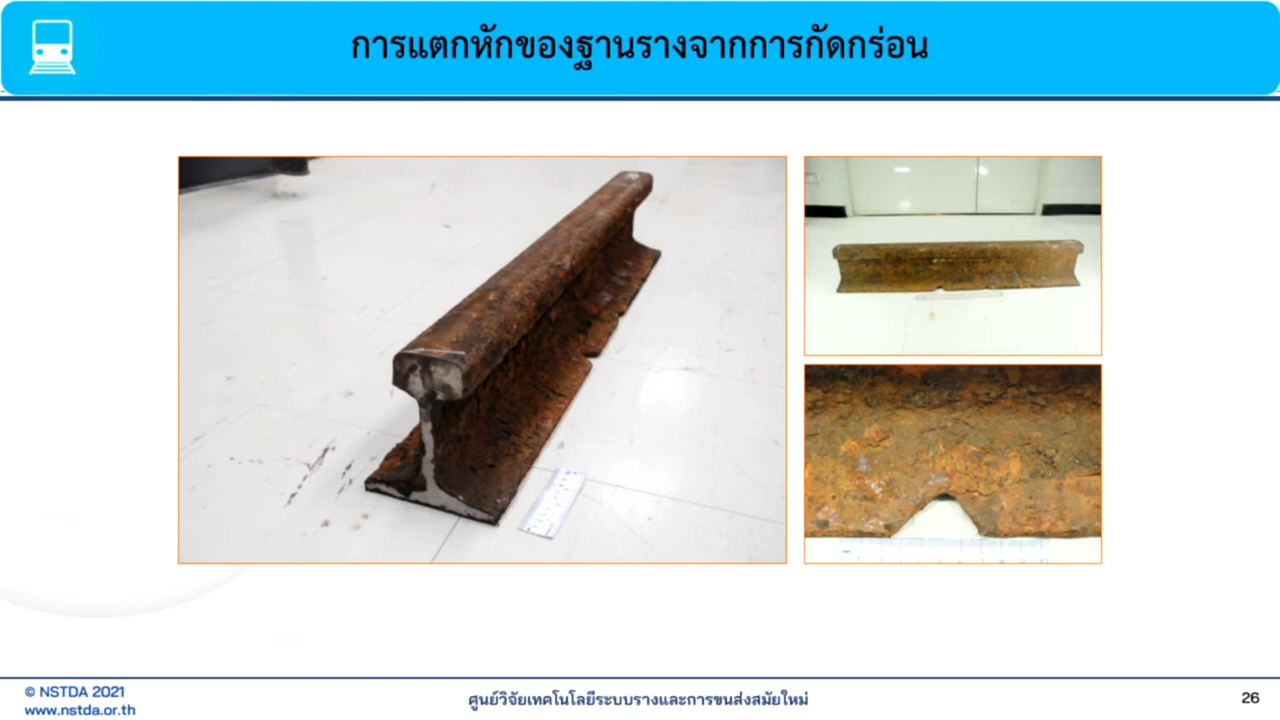 การแตกหักของฐานรางจากการกัดกร่อน
© NSTDA 2021
www.nstda.or.th
ศูนย์วิจัยเทคโนโลยีระบบรางและการขนส่งสมัยใหม่
26